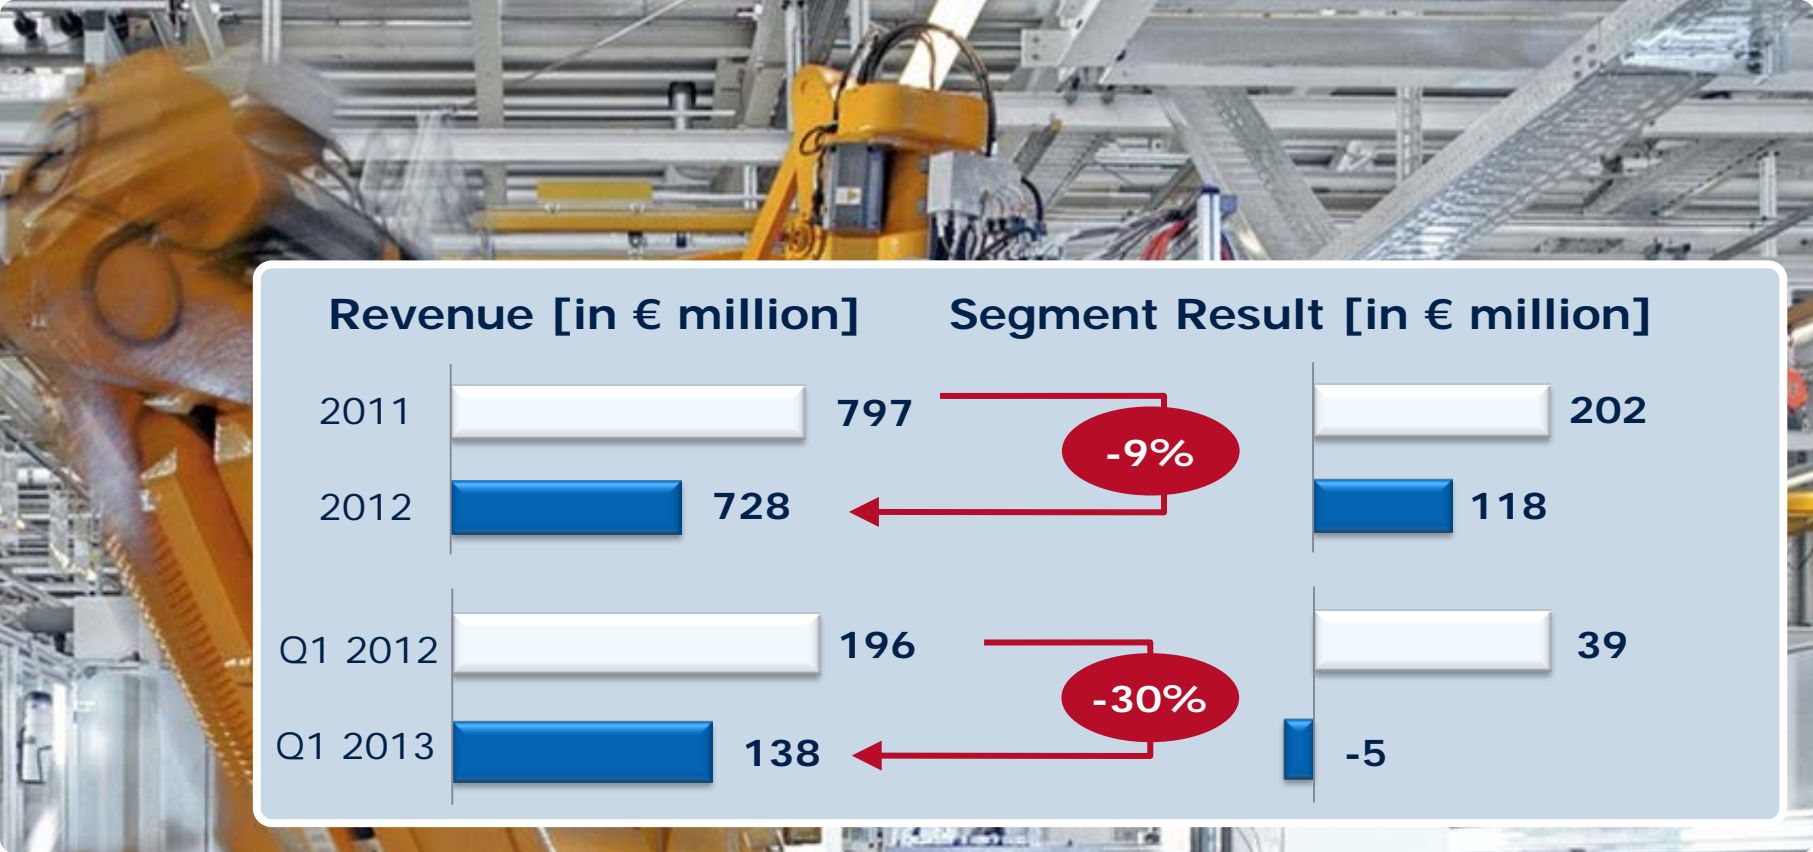 Revenue [in € million]
Segment Result [in € million]
2011 797 -9% 202
2012 728 118
Q1 2012 196 -30% 39
Q1 2013 138 -5